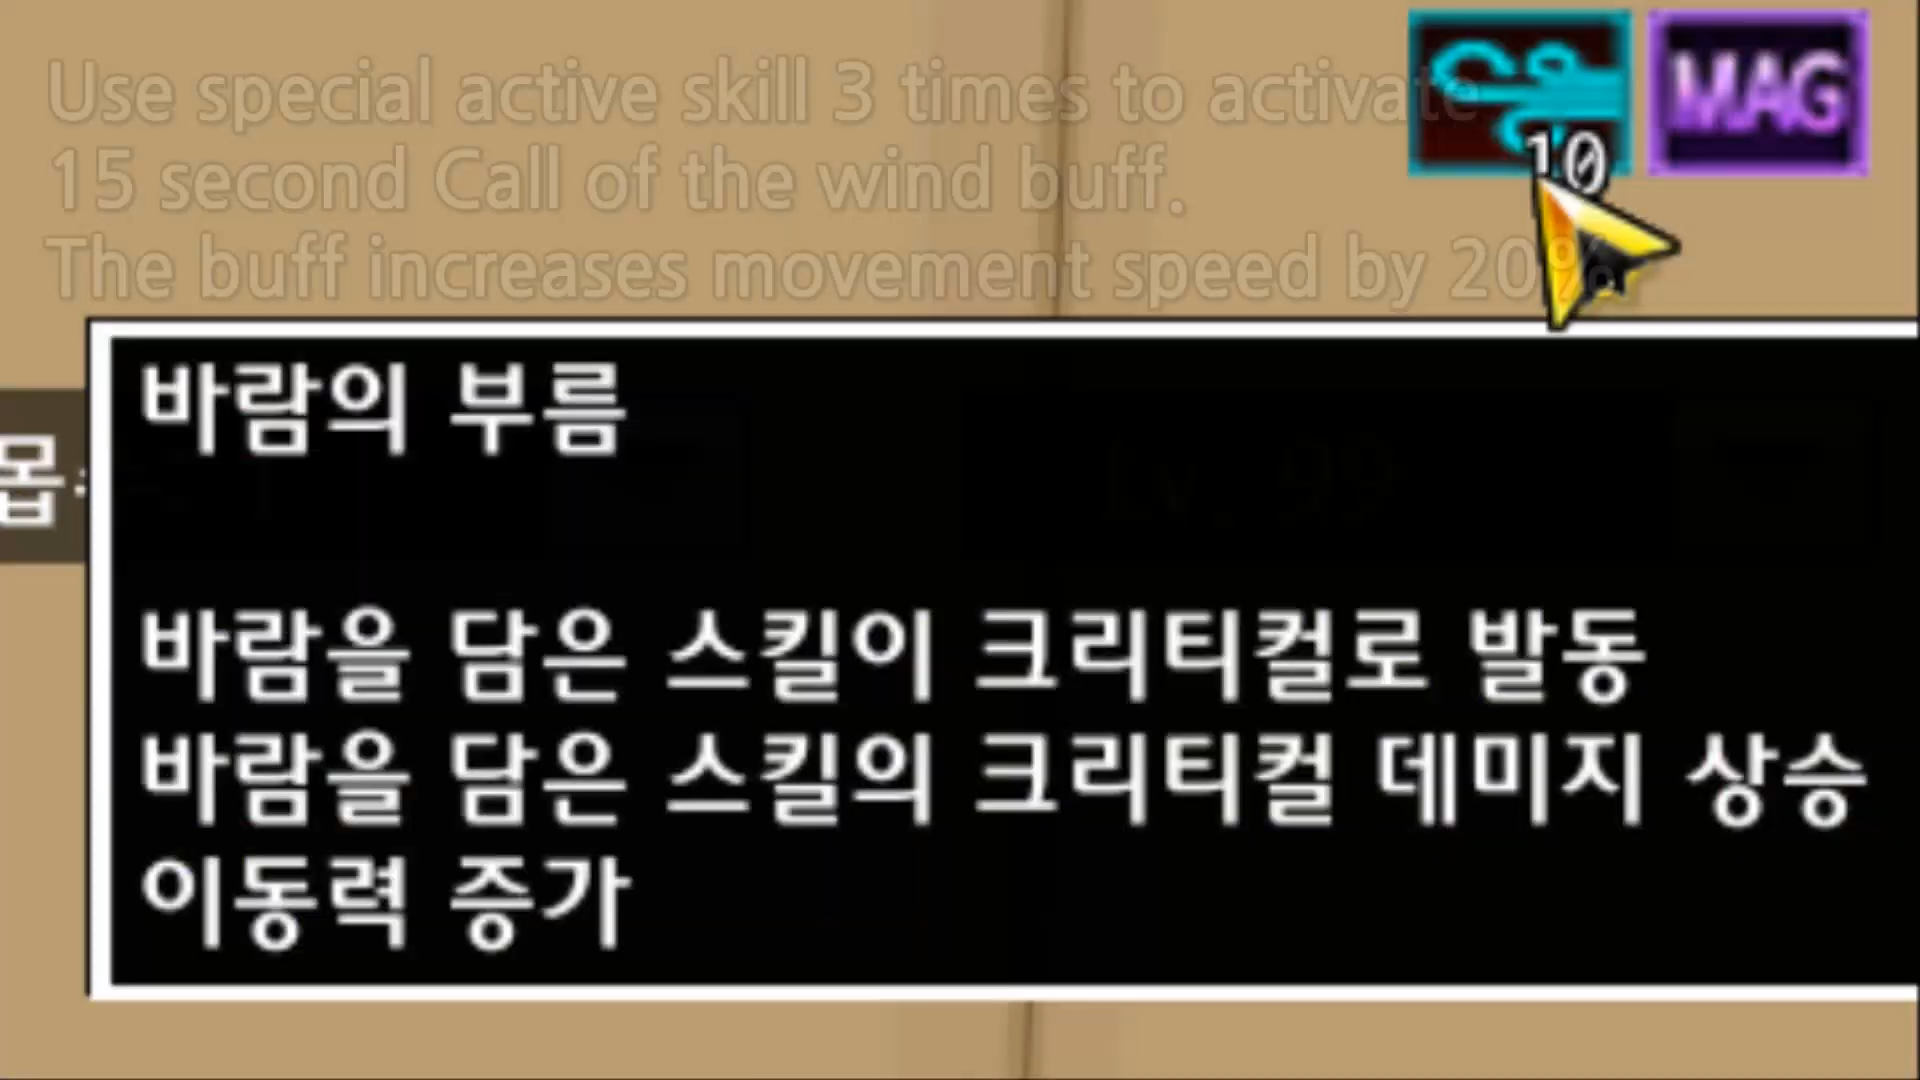 Use special active skill 3 times to activate
15 second Call of the wind buff.
The buff increases movement speed by 20%.
MAG
10
몹
바람의 부름
바람을 담은 스킬이 크리티컬로 발동
바람을 담은 스킬의 크리티컬 데미지 상승
이동력 증가